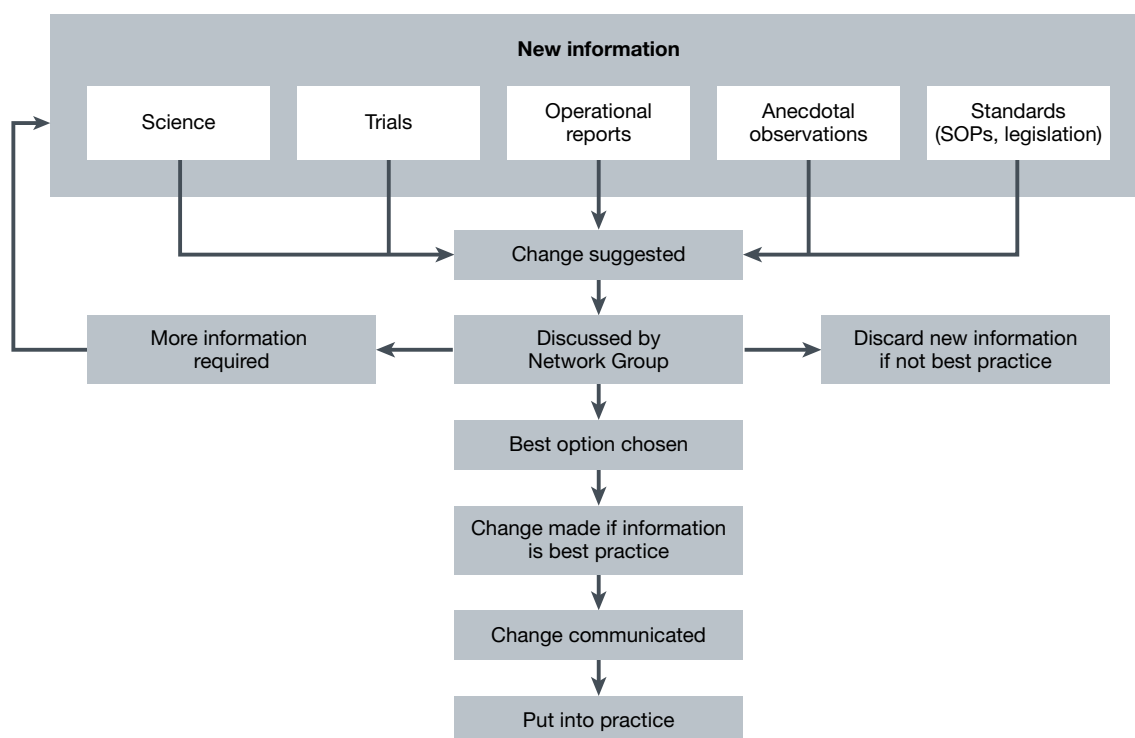 New information
Science
Trials
Operational
reports
Anecdotal
observations
Standards
(SOPs, legislation)
Change suggested
More information
required
Discussed by
Network Group
Discard new information
if not best practice
Best option chosen
Change made if information
is best practice
Change communicated
Put into practice